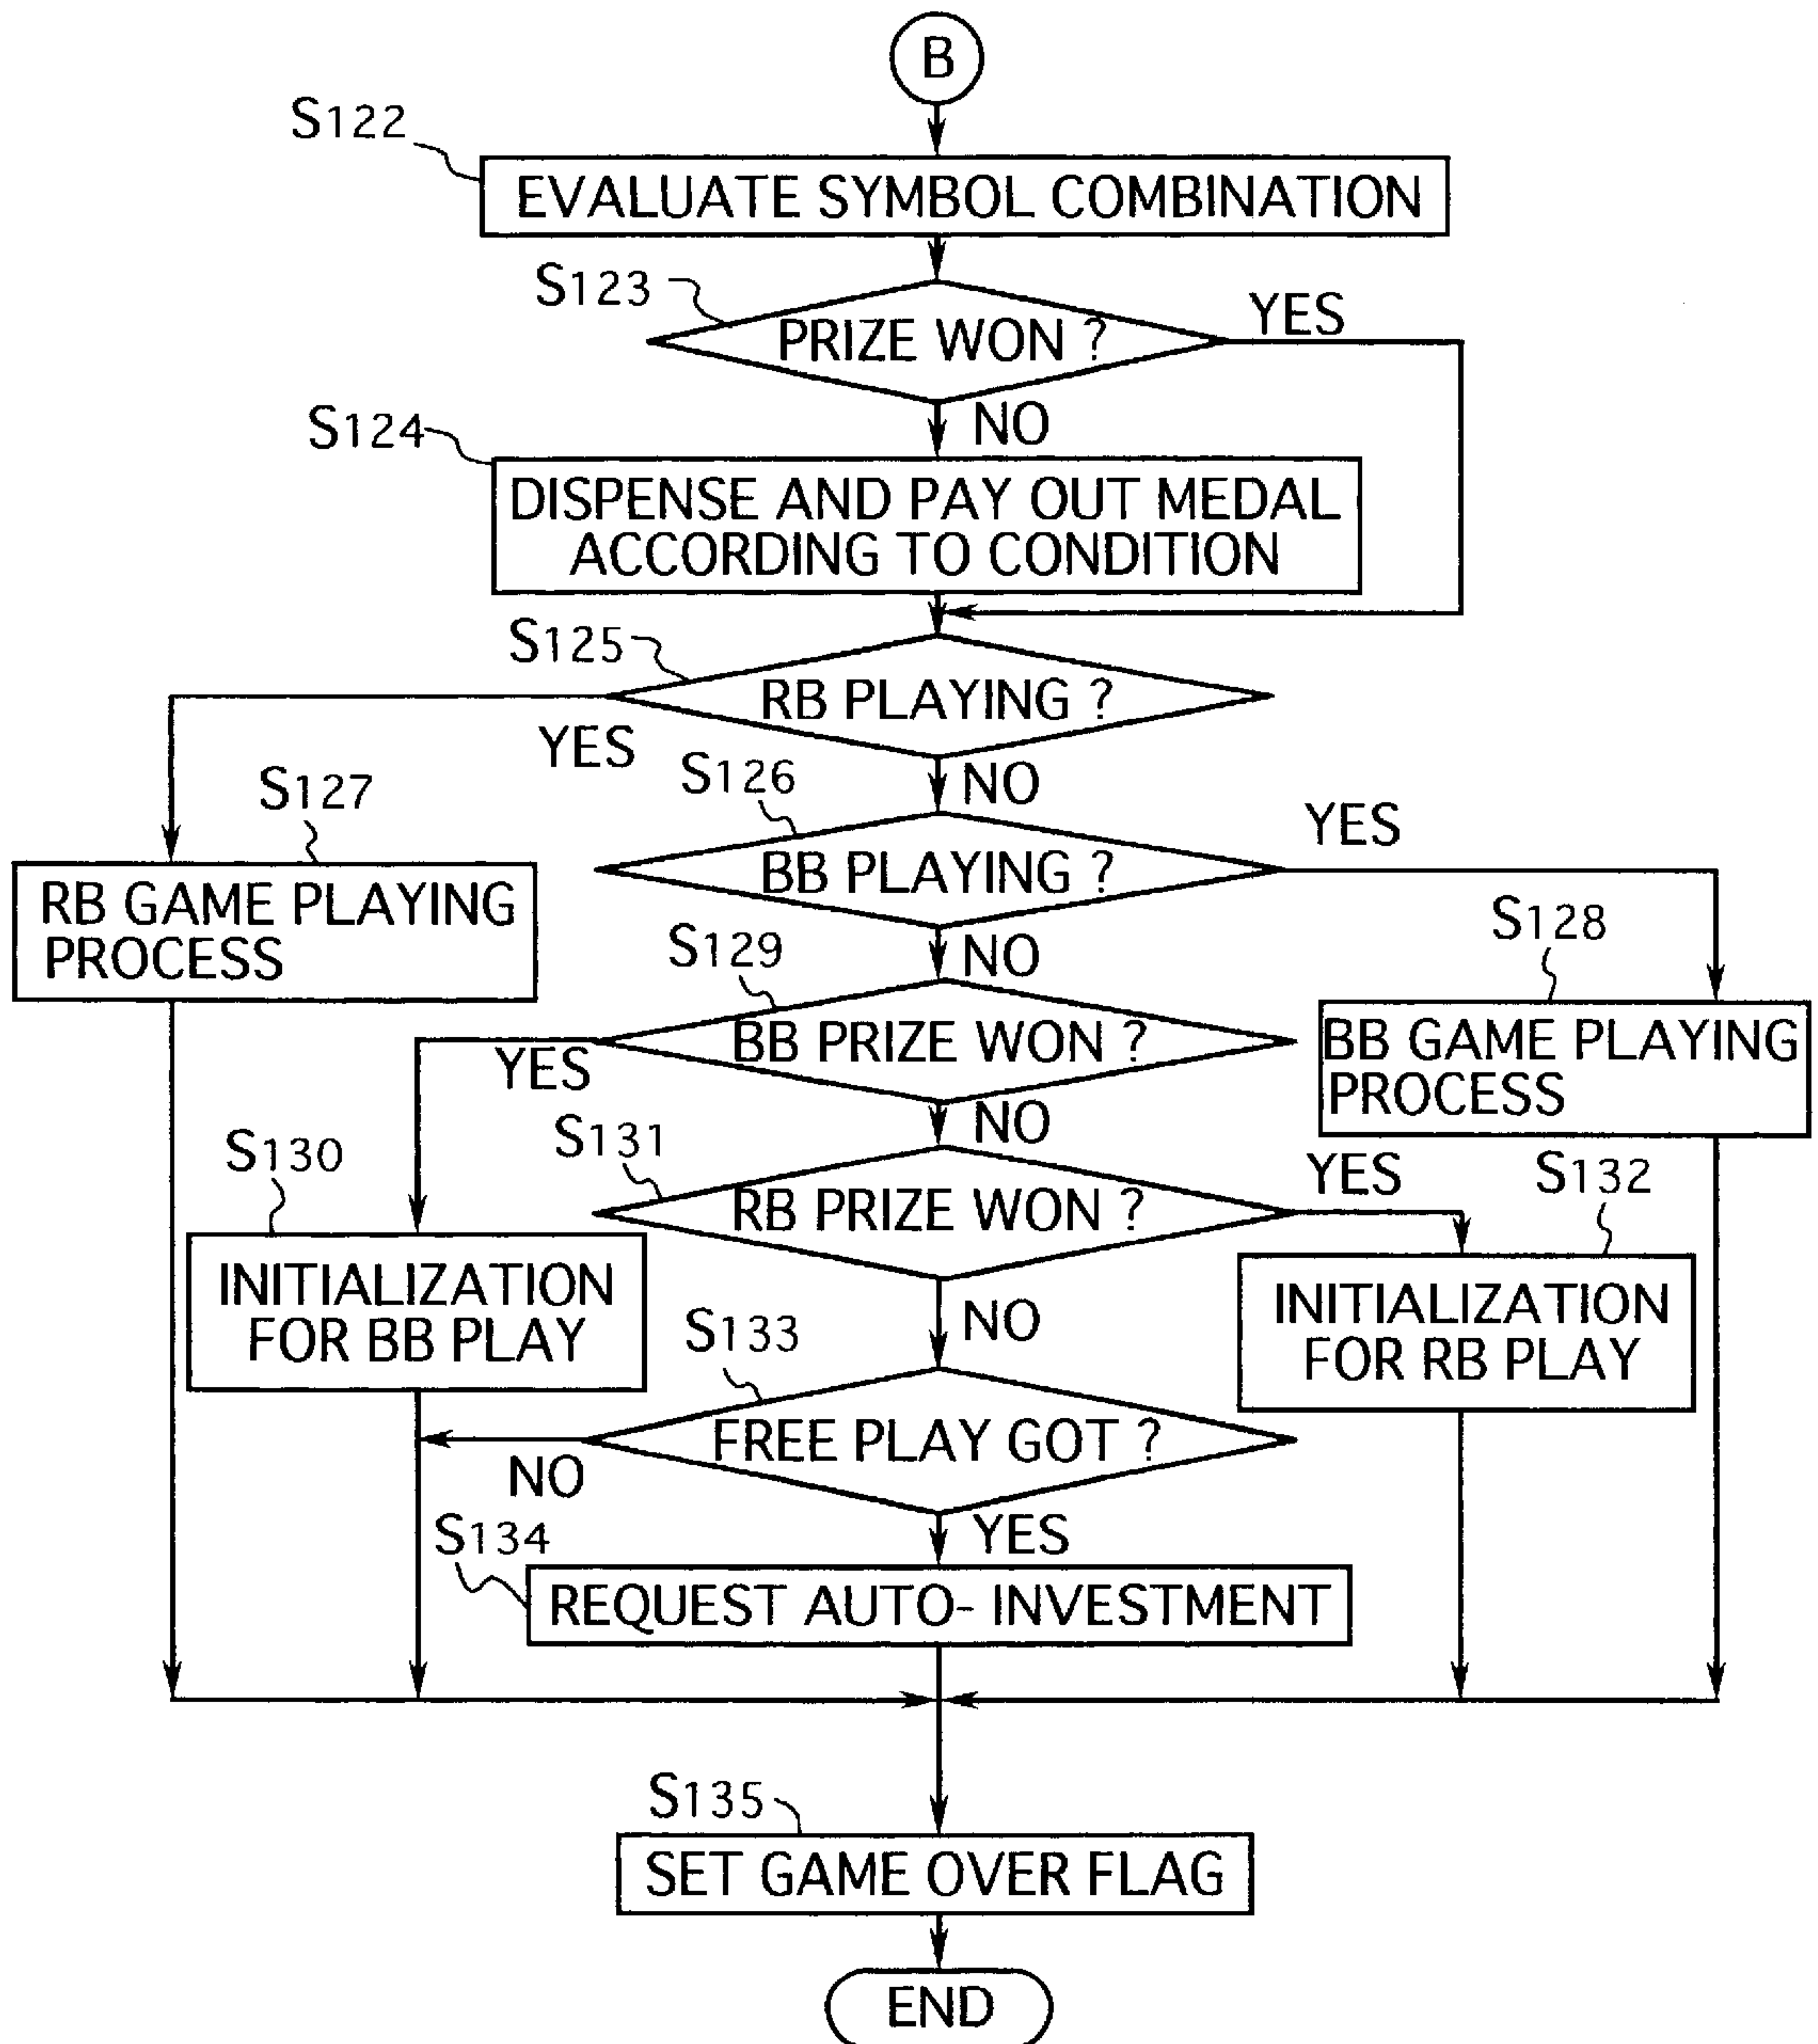 B
S122
EVALUATE SYMBOL COMBINATION
S123
PRIZE WON ?
YES
NO
S124
DISPENSE AND PAY OUT MEDAL
ACCORDING TO CONDITION
S125
RB PLAYING ?
YES
NO
S126
BB PLAYING ?
YES
NO
S127
RB GAME PLAYING
PROCESS
S128
BB GAME PLAYING
PROCESS
S129
BB PRIZE WON ?
YES
NO
S130
INITIALIZATION
FOR BB PLAY
S131
RB PRIZE WON ?
YES
NO
S132
INITIALIZATION
FOR RB PLAY
S133
FREE PLAY GOT ?
NO
YES
S134
REQUEST AUTO- INVESTMENT
S135
SET GAME OVER FLAG
END